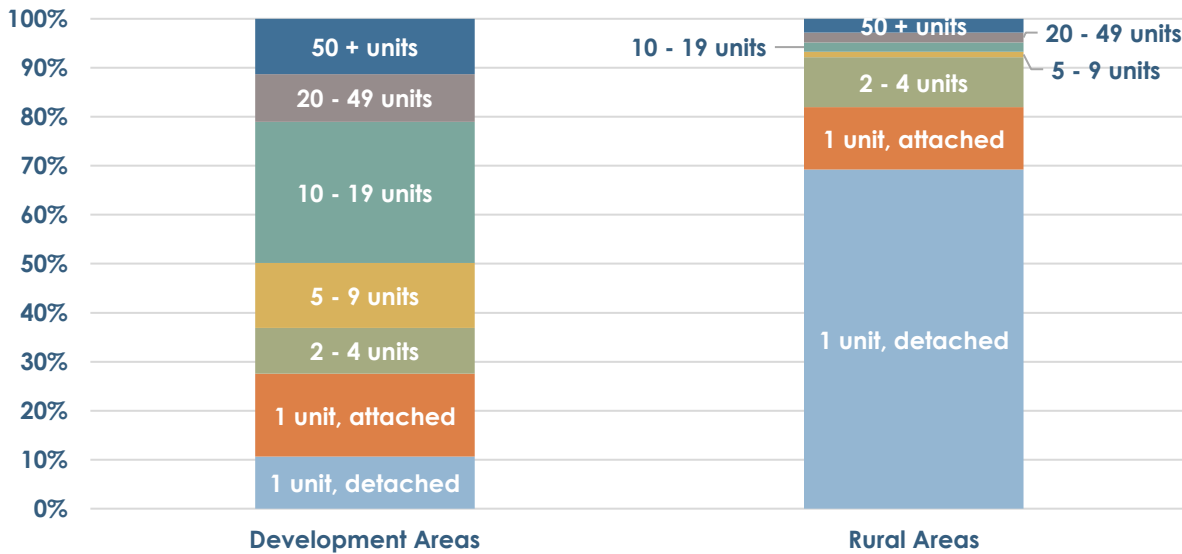 100%
90%
80%
70%
60%
50%
40%
30%
20%
10%
0%
50 + units
20 - 49 units
10 - 19 units
5 - 9 units
2 - 4 units
1 unit, attached
1 unit, detached
50 + units
20 - 49 units
10 - 19 units
5 - 9 units
2 - 4 units
1 unit, attached
1 unit, detached
Development Areas
Rural Areas